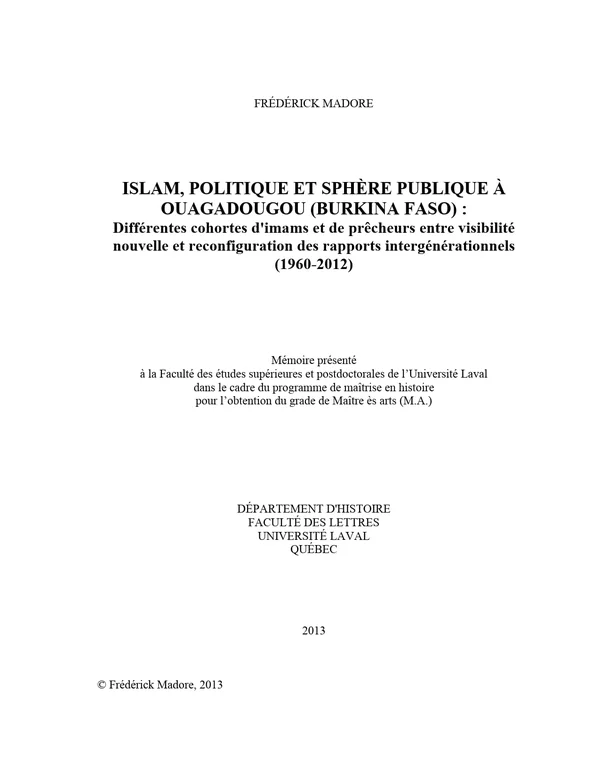 FRÉDÉRICK MADORE
ISLAM, POLITIQUE ET SPHÈRE PUBLIQUE À
OUAGADOUGOU (BURKINA FASO) :
Différentes cohortes d'imams et de prêcheurs entre visibilité
nouvelle et reconfiguration des rapports intergénérationnels
(1960-2012)
Mémoire présenté
à la Faculté des études supérieures et postdoctorales de l’Université Laval
dans le cadre du programme de maîtrise en histoire
pour l’obtention du grade de Maître ès arts (M.A.)
DÉPARTEMENT D'HISTOIRE
FACULTÉ DES LETTRES
UNIVERSITÉ LAVAL
QUÉBEC
2013
© Frédérick Madore, 2013